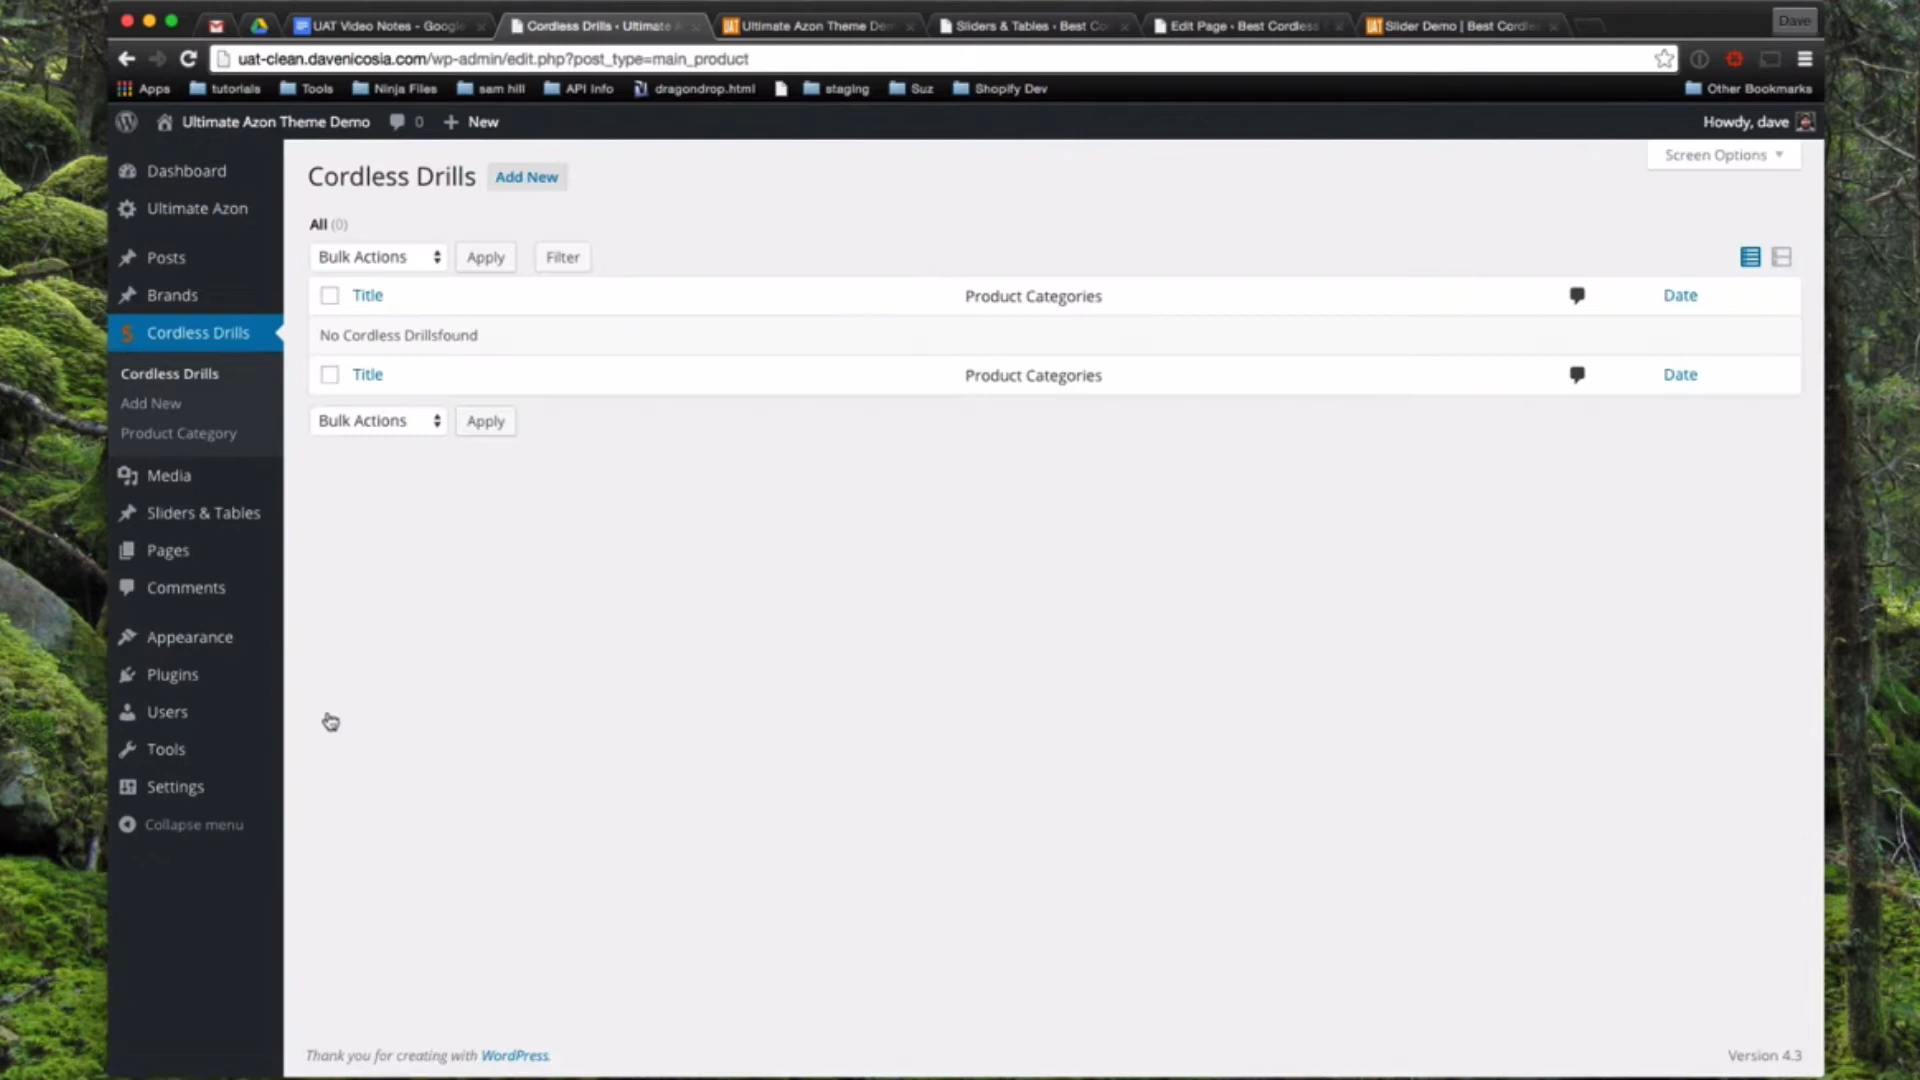 UAT Video Notes - Google
Cordless Drills ‹ Ultimate A
Ultimate Azon Theme De
Sliders & Tables ‹ Best Co
Edit Page ‹ Best Cordless
Slider Demo | Best Cordle
Dave
uat-clean.davenicosia.com/wp-admin/edit.php?post_type=main_product
Apps
tutorials
Tools
Ninja Files
sam hill
API Info
dragondrop.html
staging
Suz
Shopify Dev
Other Bookmarks
Ultimate Azon Theme Demo
0
+ New
Howdy, dave
Dashboard
Ultimate Azon
Posts
Brands
Cordless Drills
Cordless Drills
Add New
Product Category
Media
Sliders & Tables
Pages
Comments
Appearance
Plugins
Users
Tools
Settings
Collapse menu
Screen Options
Cordless Drills
Add New
All (0)
Bulk Actions
Apply
Filter
Title
Product Categories
Date
No Cordless Drillsfound
Title
Product Categories
Date
Bulk Actions
Apply
Thank you for creating with WordPress.
Version 4.3